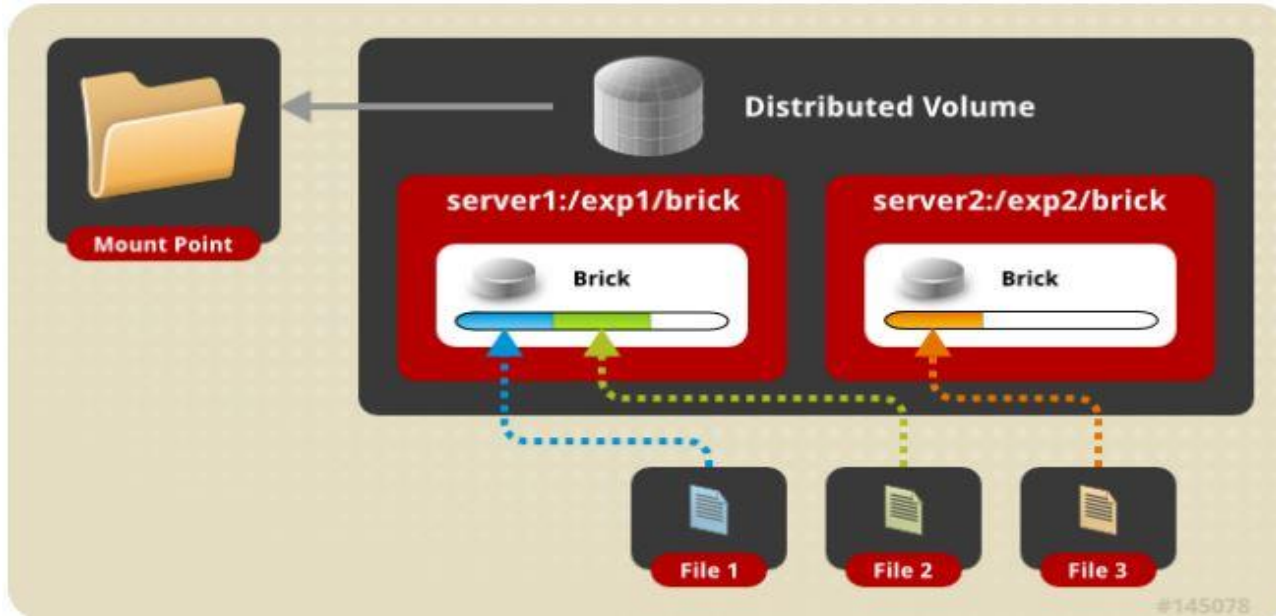 Distributed Volume
Mount Point
server1:/exp1/brick
server2:/exp2/brick
Brick
Brick
File 1
File 2
File 3
#145078